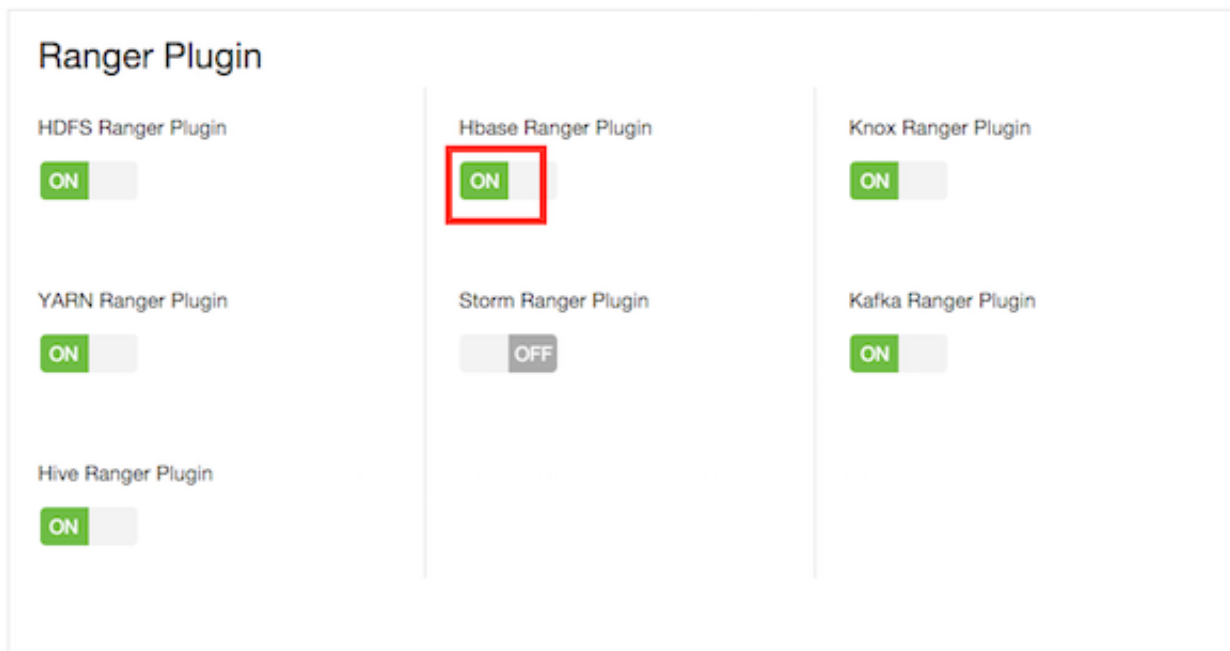 Ranger Plugin
HDFS Ranger Plugin
ON
Hbase Ranger Plugin
ON
Knox Ranger Plugin
ON
YARN Ranger Plugin
ON
Storm Ranger Plugin
OFF
Kafka Ranger Plugin
ON
Hive Ranger Plugin
ON